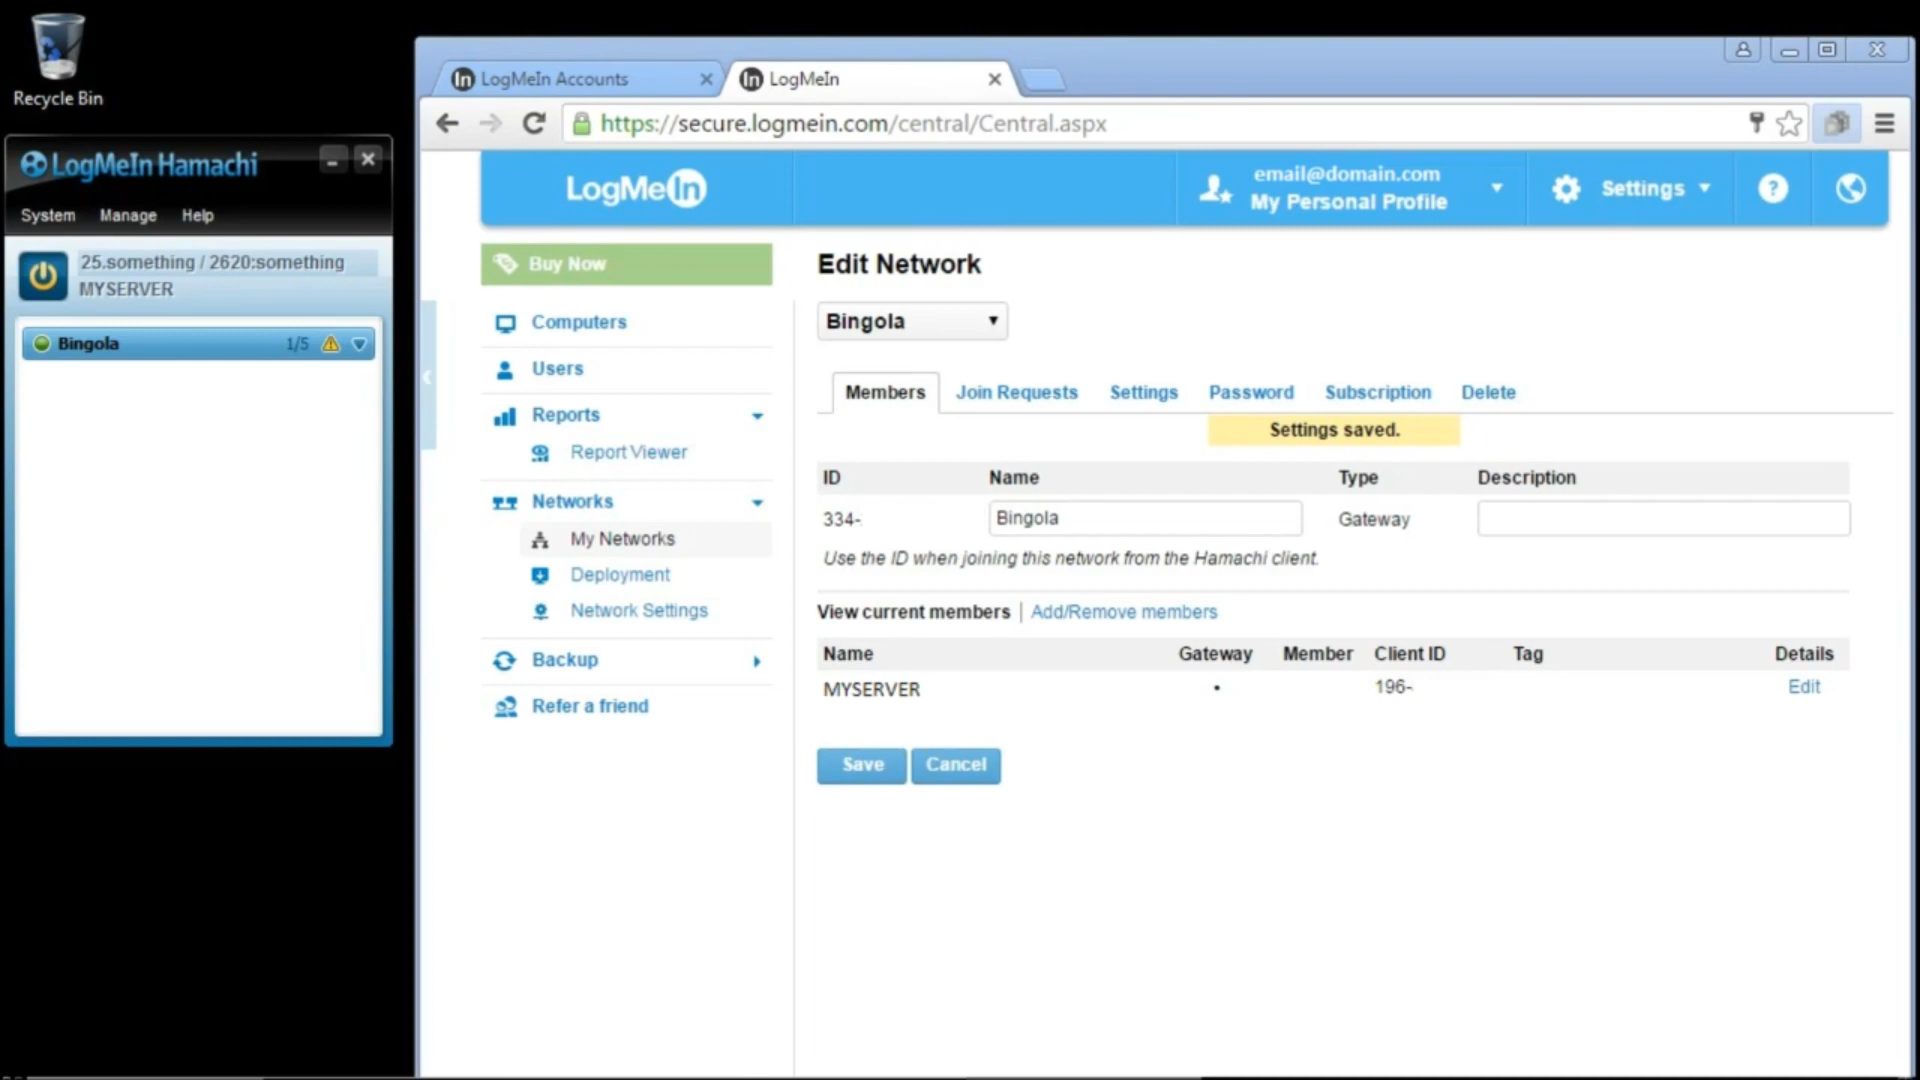 Recycle Bin
LogMeIn Hamachi
System Manage Help
25.something / 2620:something
MYSERVER
Bingola 1/5
LogMeIn Accounts
LogMeIn
https://secure.logmein.com/central/Central.aspx
LogMeIn
email@domain.com
My Personal Profile
Settings
?
Buy Now
Computers
Users
Reports
Report Viewer
Networks
My Networks
Deployment
Network Settings
Backup
Refer a friend
Edit Network
Bingola
Members Join Requests Settings Password Subscription Delete
Settings saved.
ID Name Type Description
334- Bingola Gateway
Use the ID when joining this network from the Hamachi client.
View current members | Add/Remove members
Name Gateway Member Client ID Tag Details
MYSERVER • 196- Edit
Save Cancel